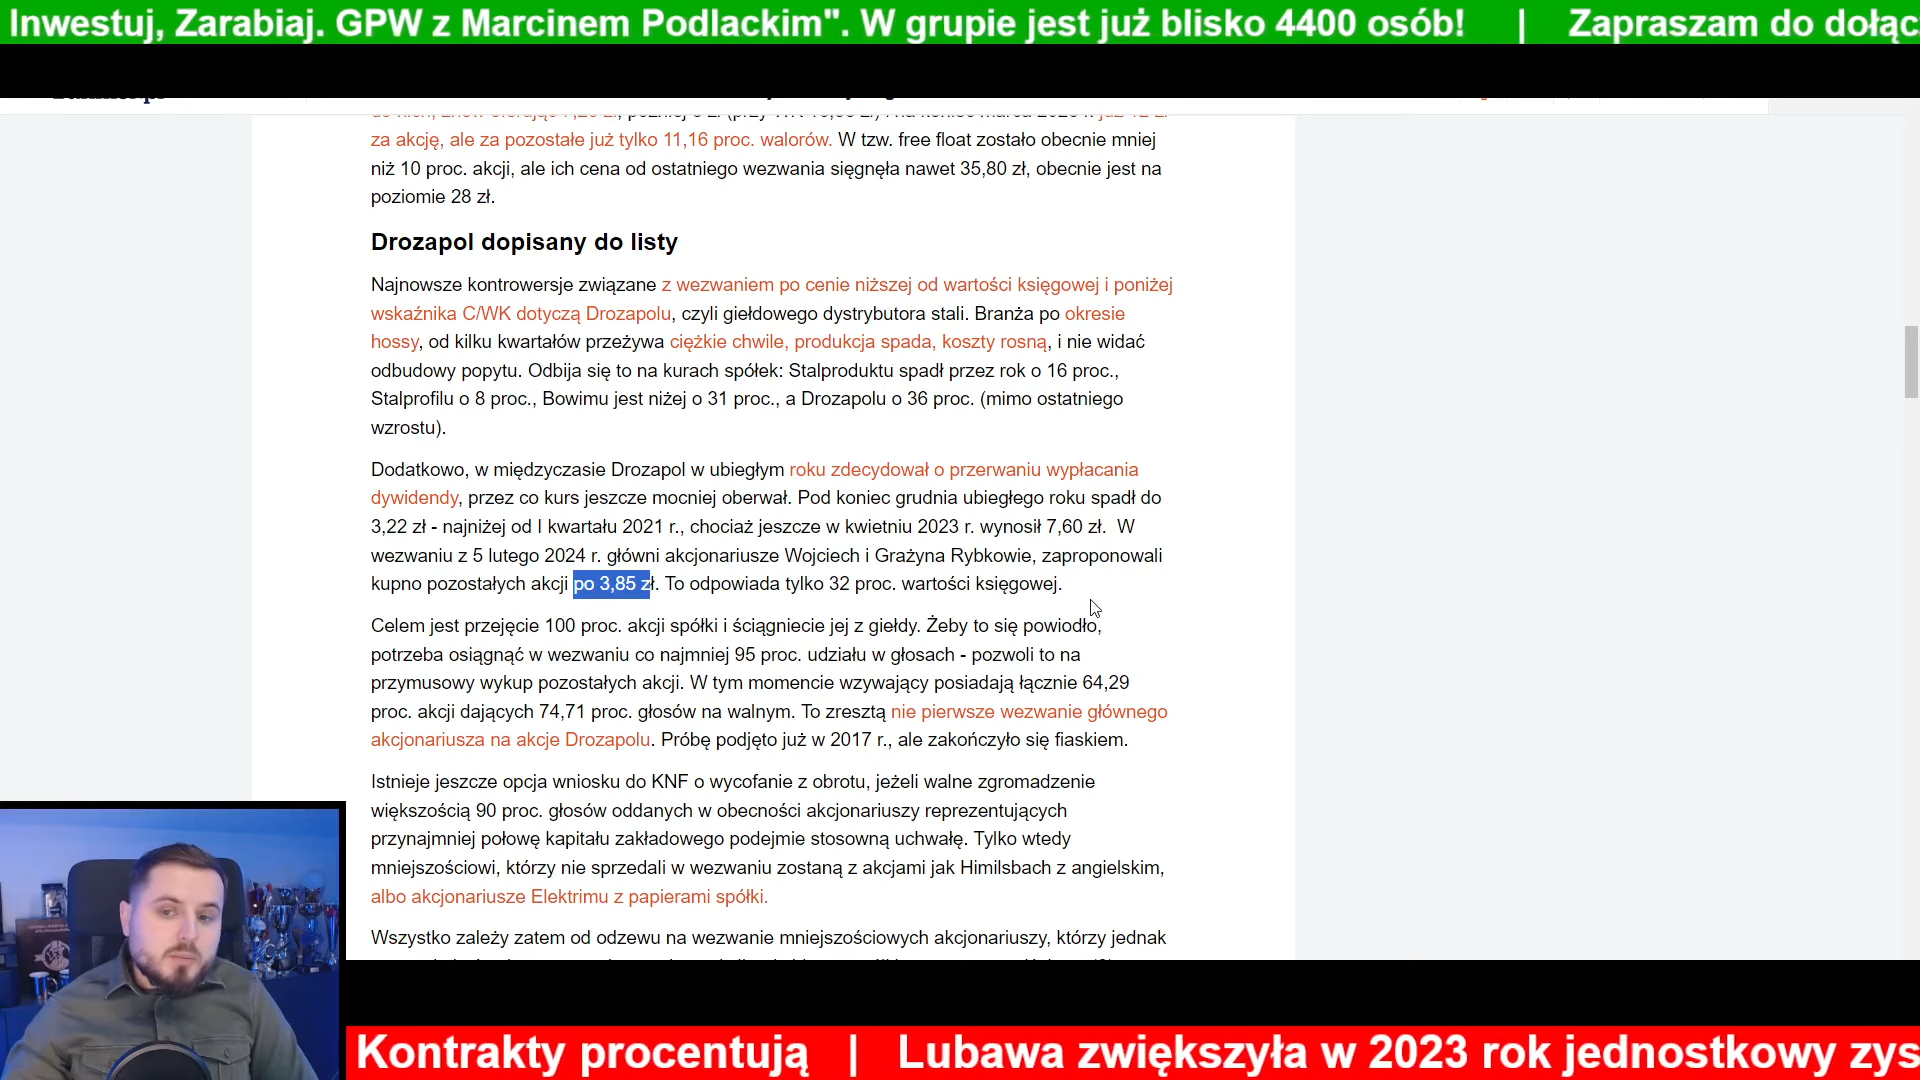 Inwestuj, Zarabiaj. GPW z Marcinem Podlackim". W grupie jest już blisko 4400 osób! | Zapraszam do dołąc
za akcję, ale za pozostałe już tylko 11,16 proc. walorów. W tzw. free float zostało obecnie mniej
niż 10 proc. akcji, ale ich cena od ostatniego wezwania sięgnęła nawet 35,80 zł, obecnie jest na
poziomie 28 zł.
Drozapol dopisany do listy
Najnowsze kontrowersje związane z wezwaniem po cenie niższej od wartości księgowej i poniżej
wskaźnika C/WK dotyczą Drozapolu, czyli giełdowego dystrybutora stali. Branża po okresie
hossy, od kilku kwartałów przeżywa ciężkie chwile, produkcja spada, koszty rosną, i nie widać
odbudowy popytu. Odbija się to na kurach spółek: Stalproduktu spadł przez rok o 16 proc.,
Stalprofilu o 8 proc., Bowimu jest niżej o 31 proc., a Drozapolu o 36 proc. (mimo ostatniego
wzrostu).
Dodatkowo, w międzyczasie Drozapol w ubiegłym roku zdecydował o przerwaniu wypłacania
dywidendy, przez co kurs jeszcze mocniej oberwał. Pod koniec grudnia ubiegłego roku spadł do
3,22 zł - najniżej od I kwartału 2021 r., chociaż jeszcze w kwietniu 2023 r. wynosił 7,60 zł. W
wezwaniu z 5 lutego 2024 r. główni akcjonariusze Wojciech i Grażyna Rybkowie, zaproponowali
kupno pozostałych akcji po 3,85 zł. To odpowiada tylko 32 proc. wartości księgowej.
Celem jest przejęcie 100 proc. akcji spółki i ściągniecie jej z giełdy. Żeby to się powiodło,
potrzeba osiągnąć w wezwaniu co najmniej 95 proc. udziału w głosach - pozwoli to na
przymusowy wykup pozostałych akcji. W tym momencie wzywający posiadają łącznie 64,29
proc. akcji dających 74,71 proc. głosów na walnym. To zresztą nie pierwsze wezwanie głównego
akcjonariusza na akcje Drozapolu. Próbę podjęto już w 2017 r., ale zakończyło się fiaskiem.
Istnieje jeszcze opcja wniosku do KNF o wycofanie z obrotu, jeżeli walne zgromadzenie
większością 90 proc. głosów oddanych w obecności akcjonariuszy reprezentujących
przynajmniej połowę kapitału zakładowego podejmie stosowną uchwałę. Tylko wtedy
mniejszościowi, którzy nie sprzedali w wezwaniu zostaną z akcjami jak Himilsbach z angielskim,
albo akcjonariusze Elektrimu z papierami spółki.
Wszystko zależy zatem od odzewu na wezwanie mniejszościowych akcjonariuszy, którzy jednak
Kontrakty procentują | Lubawa zwiększyła w 2023 rok jednostkowy zys